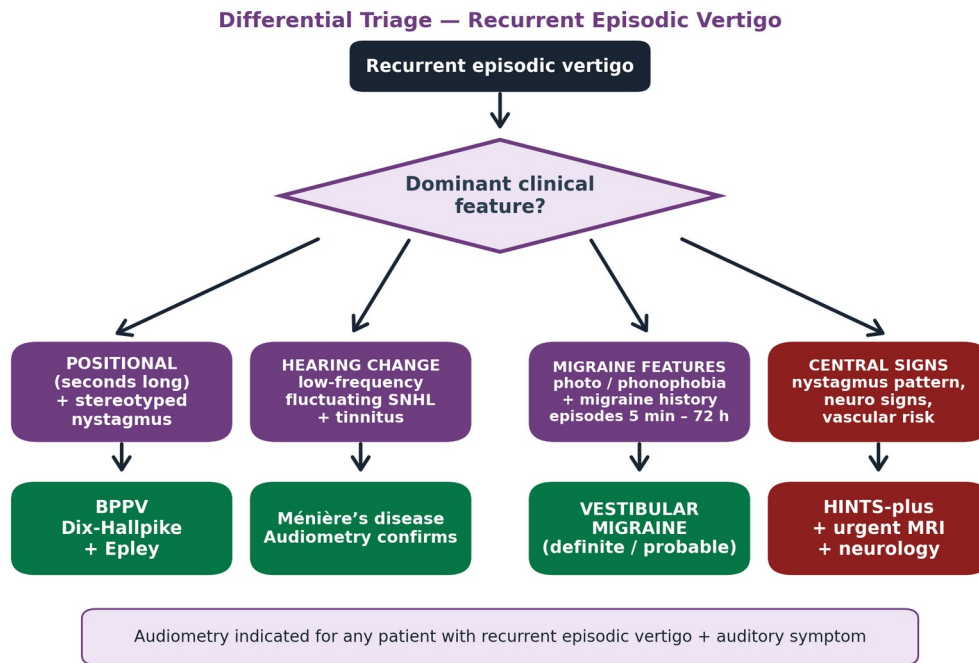 Differential Triage — Recurrent Episodic Vertigo
Recurrent episodic vertigo
Dominant clinical
feature?
POSITIONAL
(seconds long)
+ stereotyped
nystagmus
HEARING CHANGE
low-frequency
fluctuating SNHL
+ tinnitus
MIGRAINE FEATURES
photo / phonophobia
+ migraine history
episodes 5 min – 72 h
CENTRAL SIGNS
nystagmus pattern,
neuro signs,
vascular risk
BPPV
Dix-Hallpike
+ Epley
Ménière’s disease
Audiometry confirms
VESTIBULAR
MIGRAINE
(definite / probable)
HINTS-plus
+ urgent MRI
+ neurology
Audiometry indicated for any patient with recurrent episodic vertigo + auditory symptom